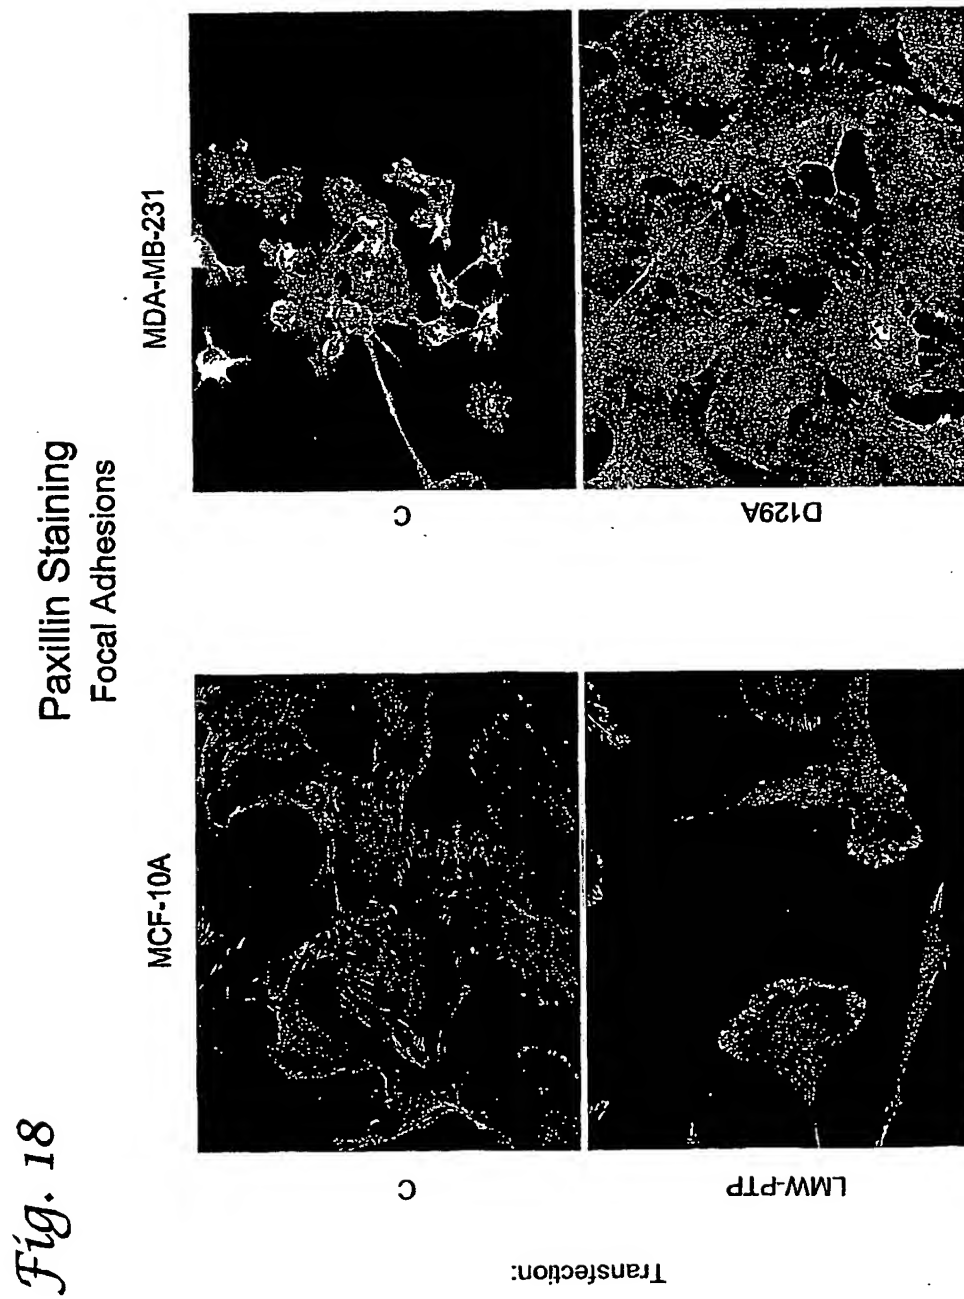 Fig. 18
Paxillin Staining
Focal Adhesions
MCF-10A
MDA-MB-231
Transfection:
C
LMW-PTP
C
D129A